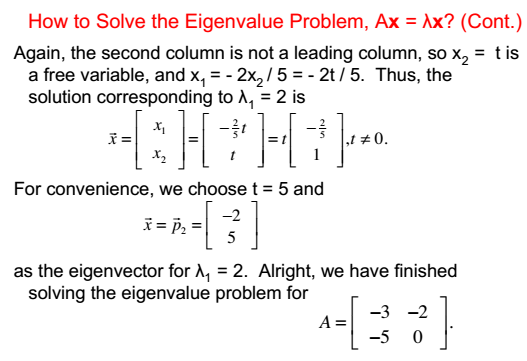 How to Solve the Eigenvalue Problem, Ax = λx? (Cont.)
Again, the second column is not a leading column, so x₂ = t is
a free variable, and x₁ = - 2x₂ / 5 = - 2t / 5. Thus, the
solution corresponding to λ₁ = 2 is
x⃗ = [ x₁ x₂ ] = [ −2/5 t t ] = t [ −2/5 1 ], t ≠ 0.
For convenience, we choose t = 5 and
x⃗ = p⃗₂ = [ −2 5 ]
as the eigenvector for λ₁ = 2. Alright, we have finished
solving the eigenvalue problem for
A = [ −3 −2 −5 0 ].